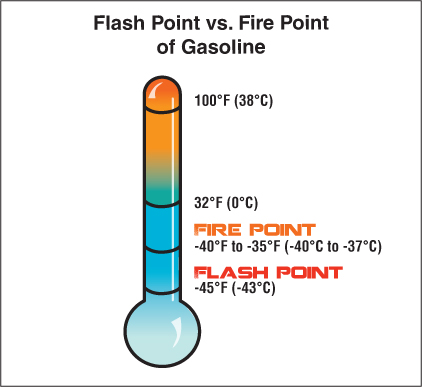 Flash Point vs. Fire Point
of Gasoline
100°F (38°C)
32°F (0°C)
FIRE POINT
-40°F to -35°F (-40°C to -37°C)
FLASH POINT
-45°F (-43°C)